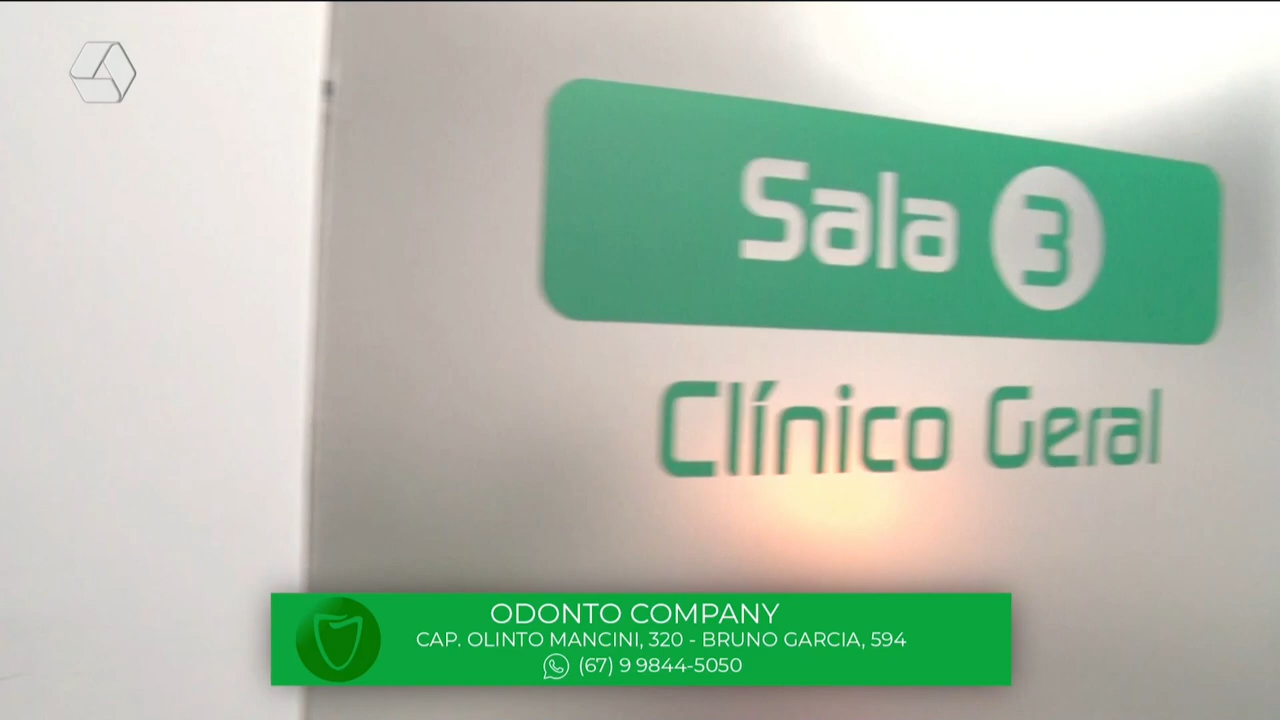 Sala 3
Clínico Geral
ODONTO COMPANY
CAP. OLINTO MANCINI, 320 - BRUNO GARCIA, 594
(67) 9 9844-5050